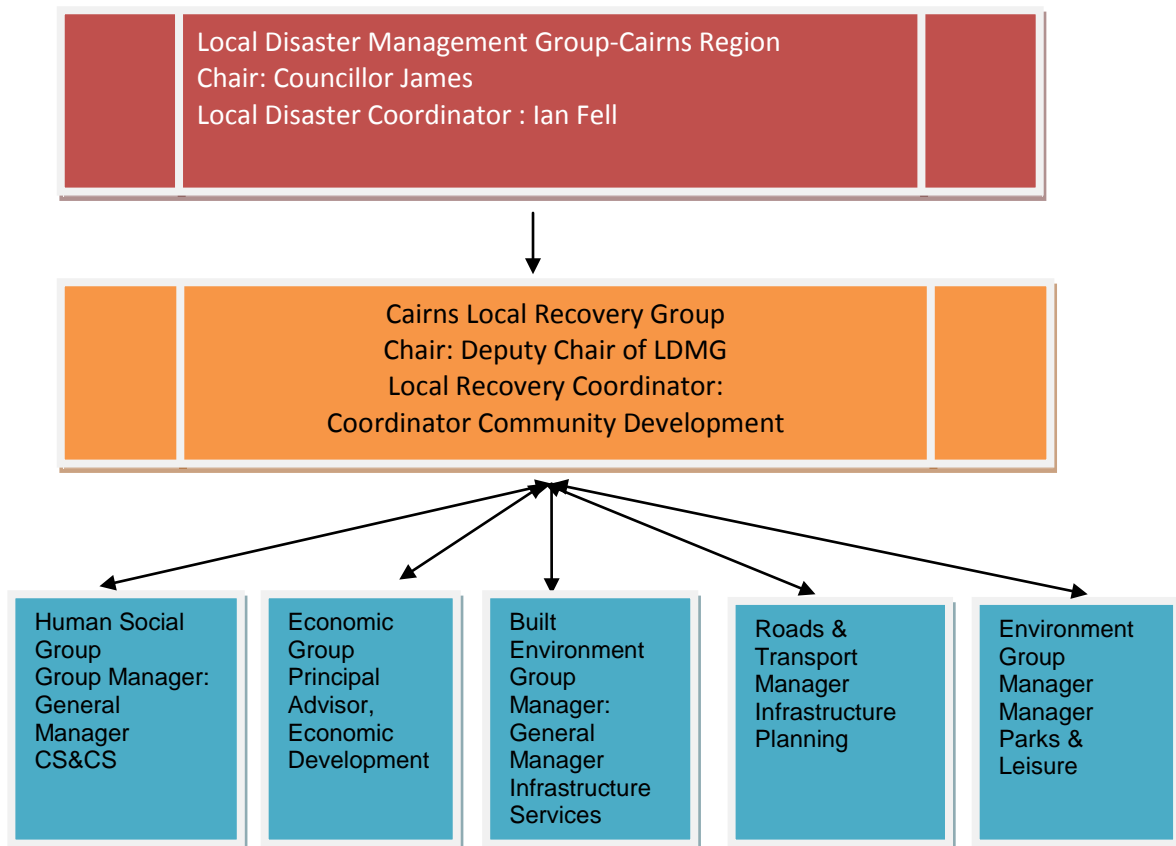 Local Disaster Management Group-Cairns Region
Chair: Councillor James
Local Disaster Coordinator : Ian Fell
Cairns Local Recovery Group
Chair: Deputy Chair of LDMG
Local Recovery Coordinator:
Coordinator Community Development
Human Social
Group
Group Manager:
General
Manager
CS&CS
Economic
Group
Principal
Advisor,
Economic
Development
Built
Environment
Group
Manager:
General
Manager
Infrastructure
Services
Roads &
Transport
Manager
Infrastructure
Planning
Environment
Group
Manager
Manager
Parks &
Leisure